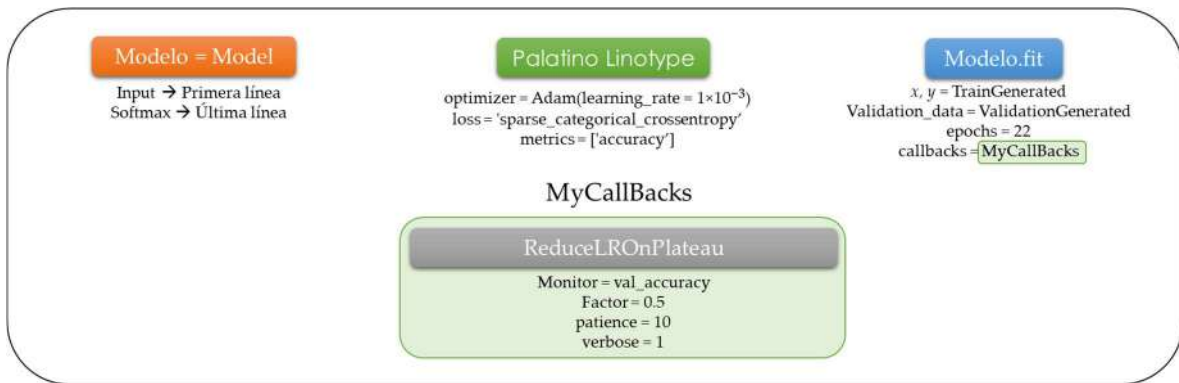 Modelo = Model
Input → Primera línea
Softmax → Última línea
Palatino Linotype
optimizer = Adam(learning_rate = 1×10⁻³)
loss = 'sparse_categorical_crossentropy'
metrics = ['accuracy']
Modelo.fit
x, y = TrainGenerated
Validation_data = ValidationGenerated
epochs = 22
callbacks = MyCallBacks
MyCallBacks
ReduceLROnPlateau
Monitor = val_accuracy
Factor = 0.5
patience = 10
verbose = 1